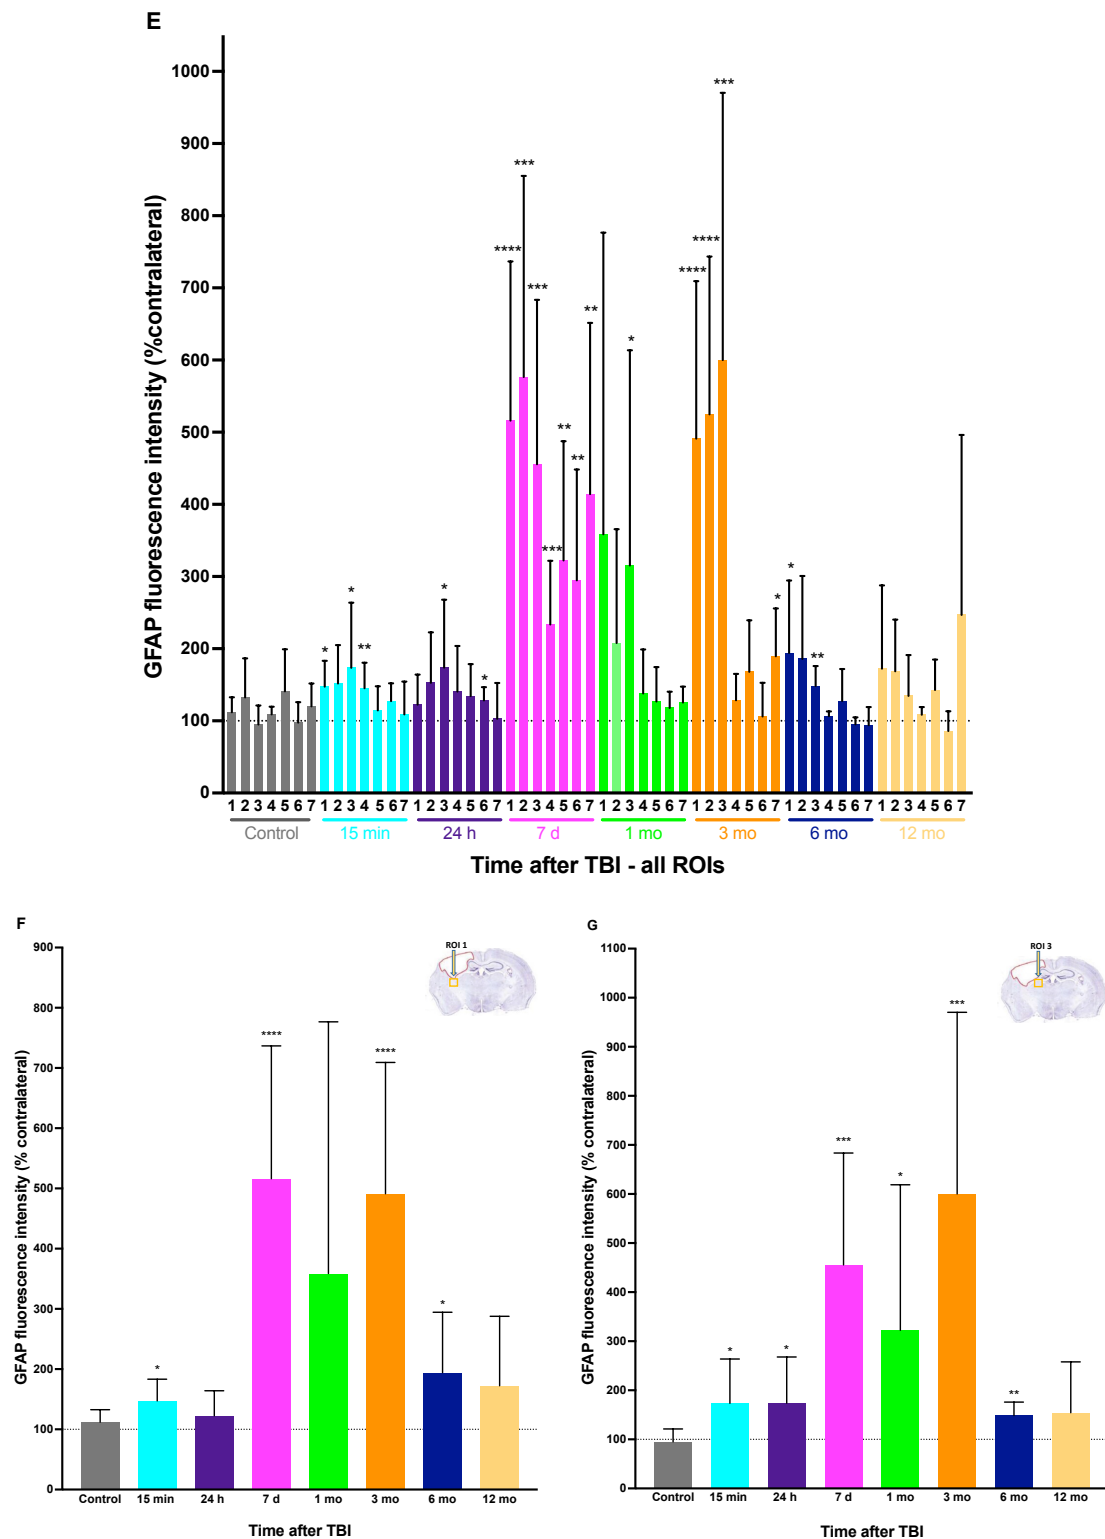 E
GFAP fluorescence intensity (%contralateral)
1000
900
800
700
600
500
400
300
200
100
0
* * ** * * **** *** *** *** ** ** ** * **** **** *** * * **
1 2 3 4 5 6 7 1 2 3 4 5 6 7 1 2 3 4 5 6 7 1 2 3 4 5 6 7 1 2 3 4 5 6 7 1 2 3 4 5 6 7 1 2 3 4 5 6 7 1 2 3 4 5 6 7
Control 15 min 24 h 7 d 1 mo 3 mo 6 mo 12 mo
Time after TBI - all ROIs
F
GFAP fluorescence intensity (% contralateral)
900
800
700
600
500
400
300
200
100
0
ROI 1
* **** **** *
Control 15 min 24 h 7 d 1 mo 3 mo 6 mo 12 mo
Time after TBI
G
GFAP fluorescence intensity (% contralateral)
1100
1000
900
800
700
600
500
400
300
200
100
0
ROI 3
* * *** * *** **
Control 15 min 24 h 7 d 1 mo 3 mo 6 mo 12 mo
Time after TBI